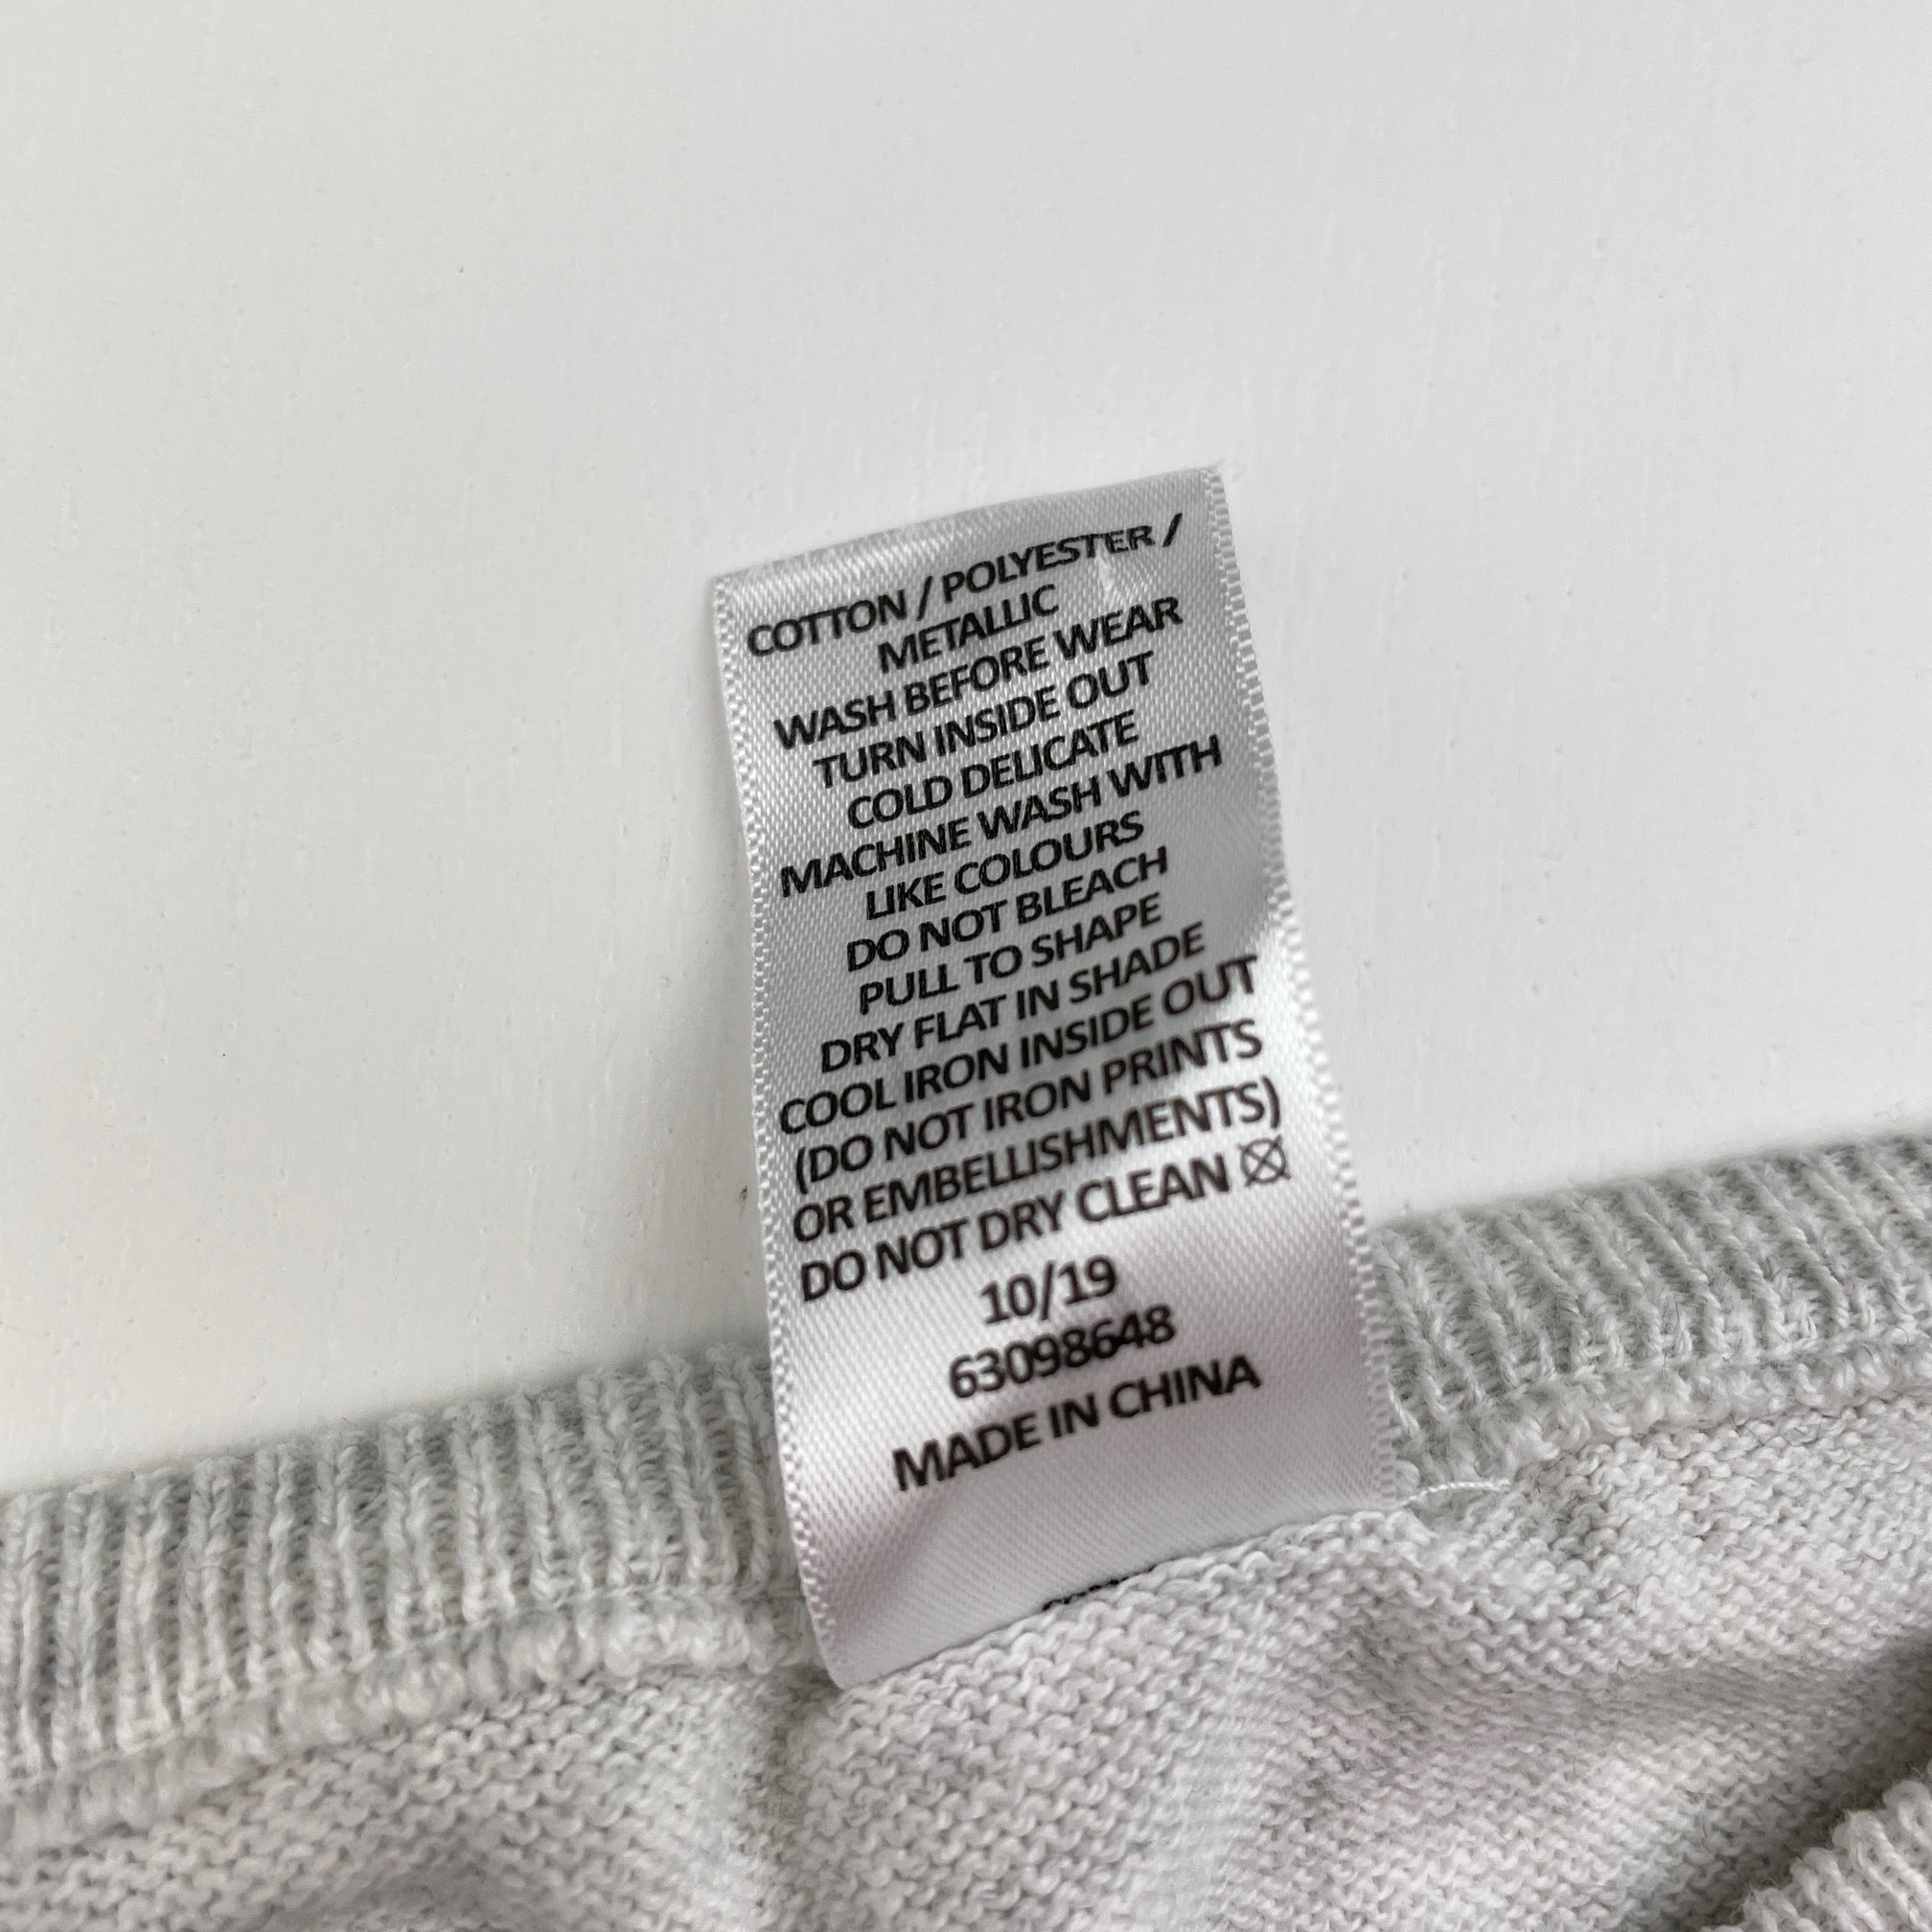 COTTON / POLYESTER /
METALLIC
WASH BEFORE WEAR
TURN INSIDE OUT
COLD DELICATE
MACHINE WASH WITH
LIKE COLOURS
DO NOT BLEACH
PULL TO SHAPE
DRY FLAT IN SHADE
COOL IRON INSIDE OUT
(DO NOT IRON PRINTS
OR EMBELLISHMENTS)
DO NOT DRY CLEAN
10/19
63098648
MADE IN CHINA